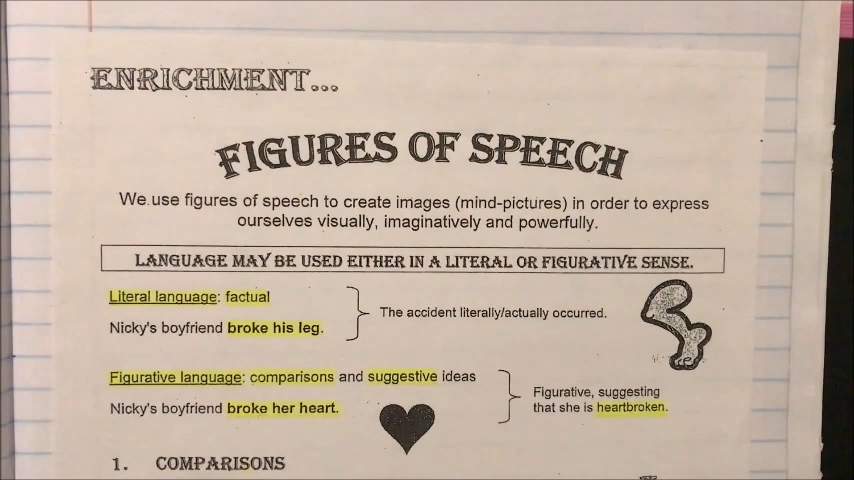 ENRICHMENT...
FIGURES OF SPEECH
We use figures of speech to create images (mind-pictures) in order to express
ourselves visually, imaginatively and powerfully.
LANGUAGE MAY BE USED EITHER IN A LITERAL OR FIGURATIVE SENSE.
Literal language: factual
Nicky's boyfriend broke his leg.
The accident literally/actually occurred.
Figurative language: comparisons and suggestive ideas
Nicky's boyfriend broke her heart.
Figurative, suggesting
that she is heartbroken.
1. COMPARISONS